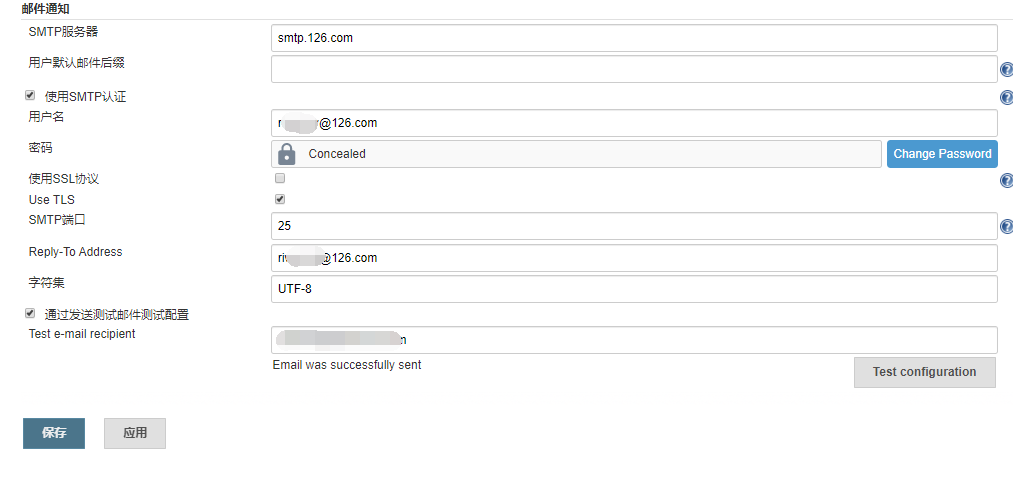 邮件通知
SMTP服务器
smtp.126.com
用户默认邮件后缀
使用SMTP认证
用户名
@126.com
密码
Concealed
Change Password
使用SSL协议
Use TLS
SMTP端口
25
Reply-To Address
@126.com
字符集
UTF-8
通过发送测试邮件测试配置
Test e-mail recipient
Email was successfully sent
Test configuration
保存
应用